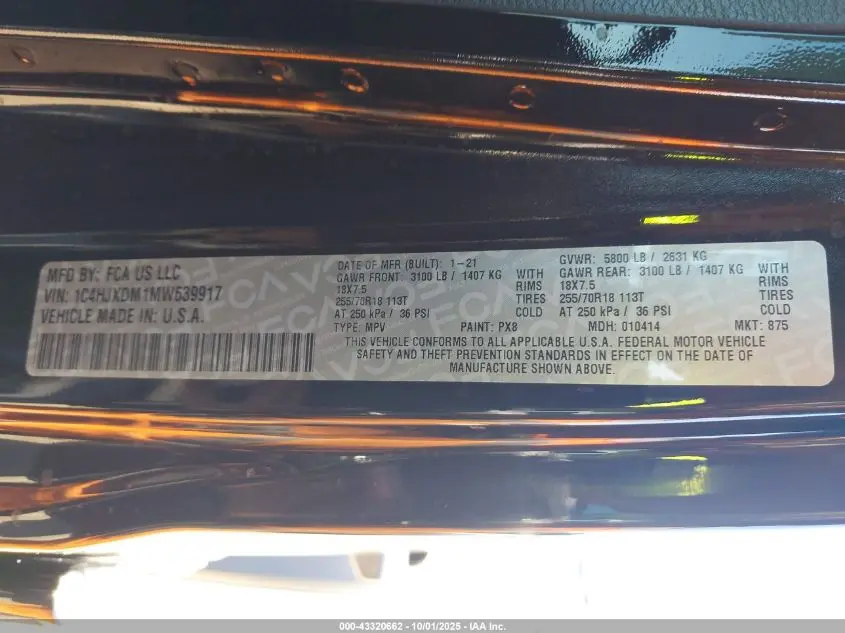 MFD BY: FCA US LLC
VIN: 1C4HJXDM1MW539917
VEHICLE MADE IN: U.S.A.
DATE OF MFR (BUILT): 1-21
GAWR FRONT: 3100 LB / 1407 KG
WITH
18X7.5
RIMS
255/70R18 113T
TIRES
AT 250 kPa / 36 PSI
COLD
GVWR: 5800 LB / 2631 KG
GAWR REAR: 3100 LB / 1407 KG
WITH
18X7.5
RIMS
255/70R18 113T
TIRES
AT 250 kPa / 36 PSI
COLD
TYPE: MPV PAINT: PX8 MDH: 010414 MKT: 875
THIS VEHICLE CONFORMS TO ALL APPLICABLE U.S.A. FEDERAL MOTOR VEHICLE
SAFETY AND THEFT PREVENTION STANDARDS IN EFFECT ON THE DATE OF
MANUFACTURE SHOWN ABOVE.
000-43320662 - 10/01/2025 - IAA Inc.